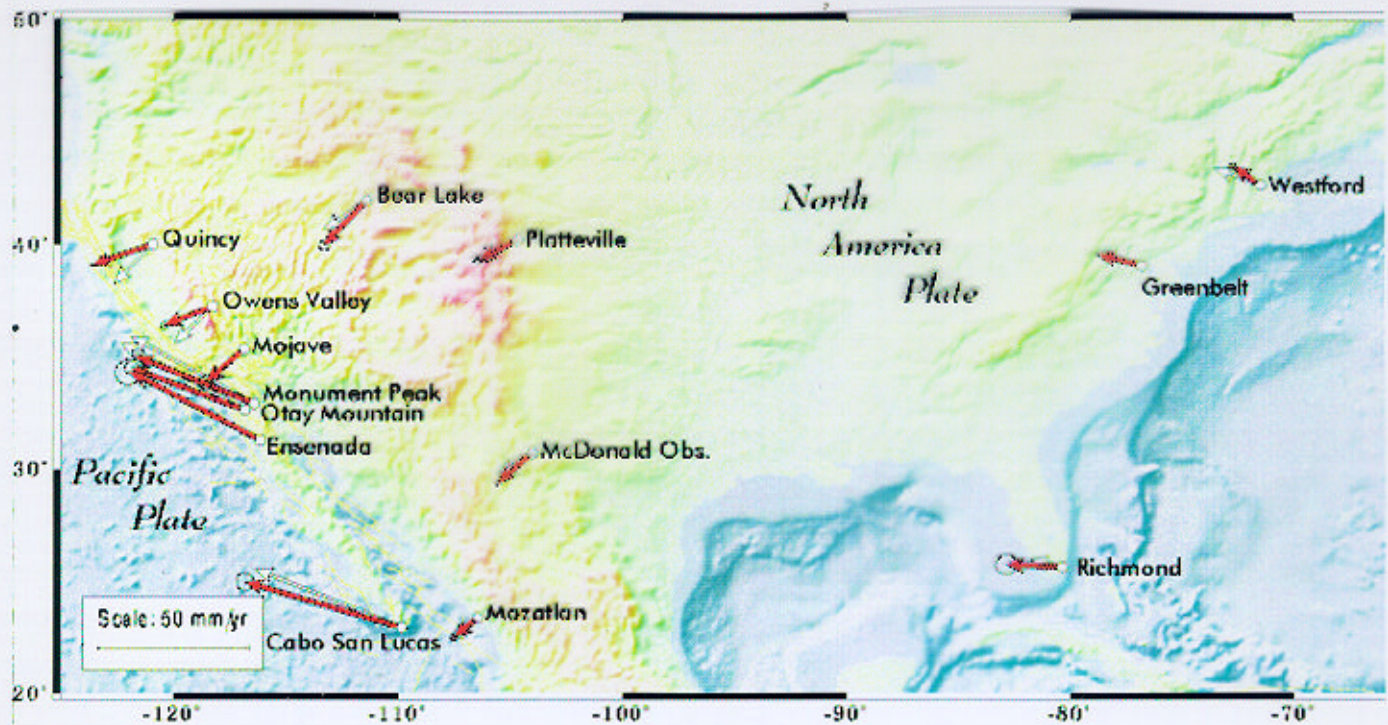 50°
40°
30°
20°
Bear Lake
Quincy
Platteville
Owens Valley
Mojave
Monument Peak
Otay Mountain
Ensenada
McDonald Obs.
North
America
Plate
Westford
Greenbelt
Pacific
Plate
Richmond
Mazatlan
Cabo San Lucas
Scale: 50 mm/yr
-120° -110° -100° -90° -80° -70°